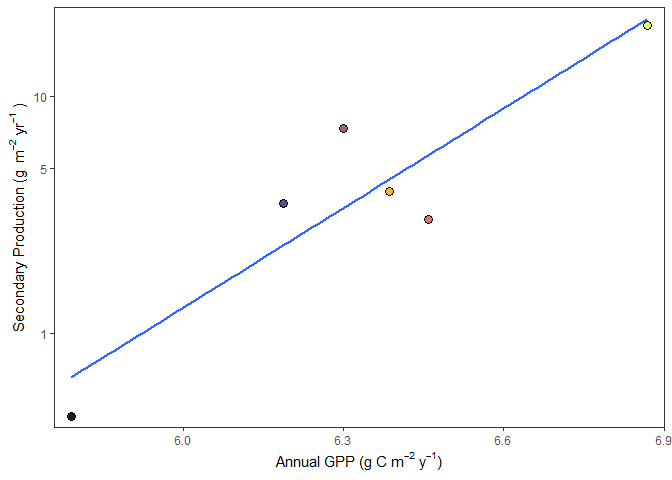 Secondary Production (g m⁻² yr⁻¹)
10
5
1
6.0 6.3 6.6 6.9
Annual GPP (g C m⁻² y⁻¹)